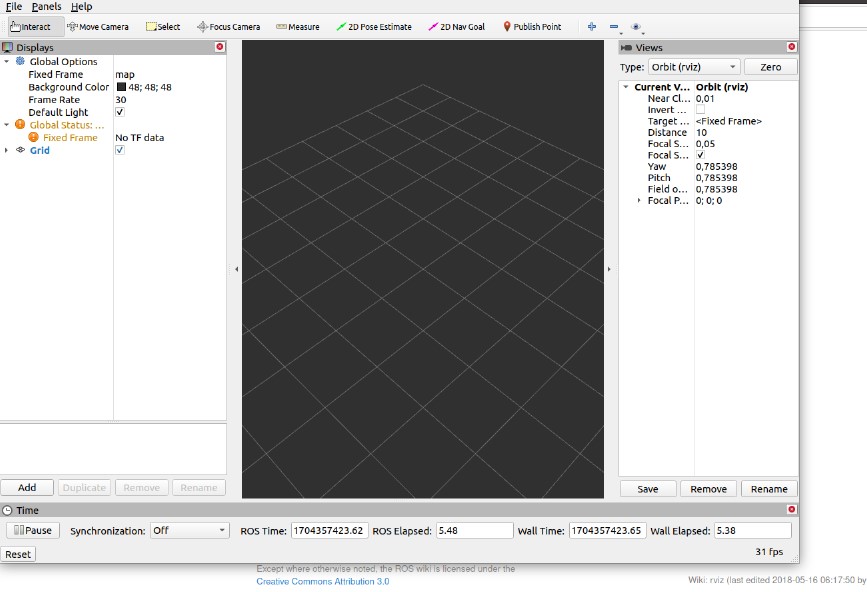 File Panels Help
Interact Move Camera Select Focus Camera Measure 2D Pose Estimate 2D Nav Goal Publish Point
Displays
Global Options
Fixed Frame map
Background Color 48; 48; 48
Frame Rate 30
Default Light
Global Status: ...
Fixed Frame No TF data
Grid
Add Duplicate Remove Rename
Views
Type: Orbit (rviz) Zero
Current V... Orbit (rviz)
Near Cl... 0,01
Invert ...
Target ... <Fixed Frame>
Distance 10
Focal S... 0,05
Focal S...
Yaw 0,785398
Pitch 0,785398
Field o... 0,785398
Focal P... 0; 0; 0
Save Remove Rename
Time
Pause Synchronization: Off ROS Time: 1704357423.62 ROS Elapsed: 5.48 Wall Time: 1704357423.65 Wall Elapsed: 5.38
Reset 31 fps
Except where otherwise noted, the ROS wiki is licensed under the
Creative Commons Attribution 3.0
Wiki: rviz (last edited 2018-05-16 06:17:50 by